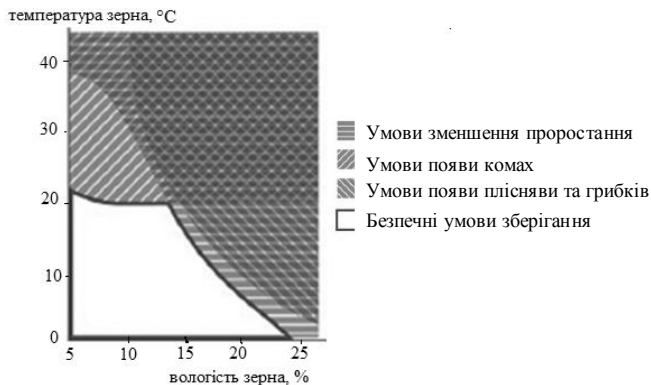 температура зерна, °С
40
30
20
10
0
5
10
15
20
25
вологість зерна, %
Умови зменшення проростання
Умови появи комах
Умови появи плісняви та грибків
Безпечні умови зберігання